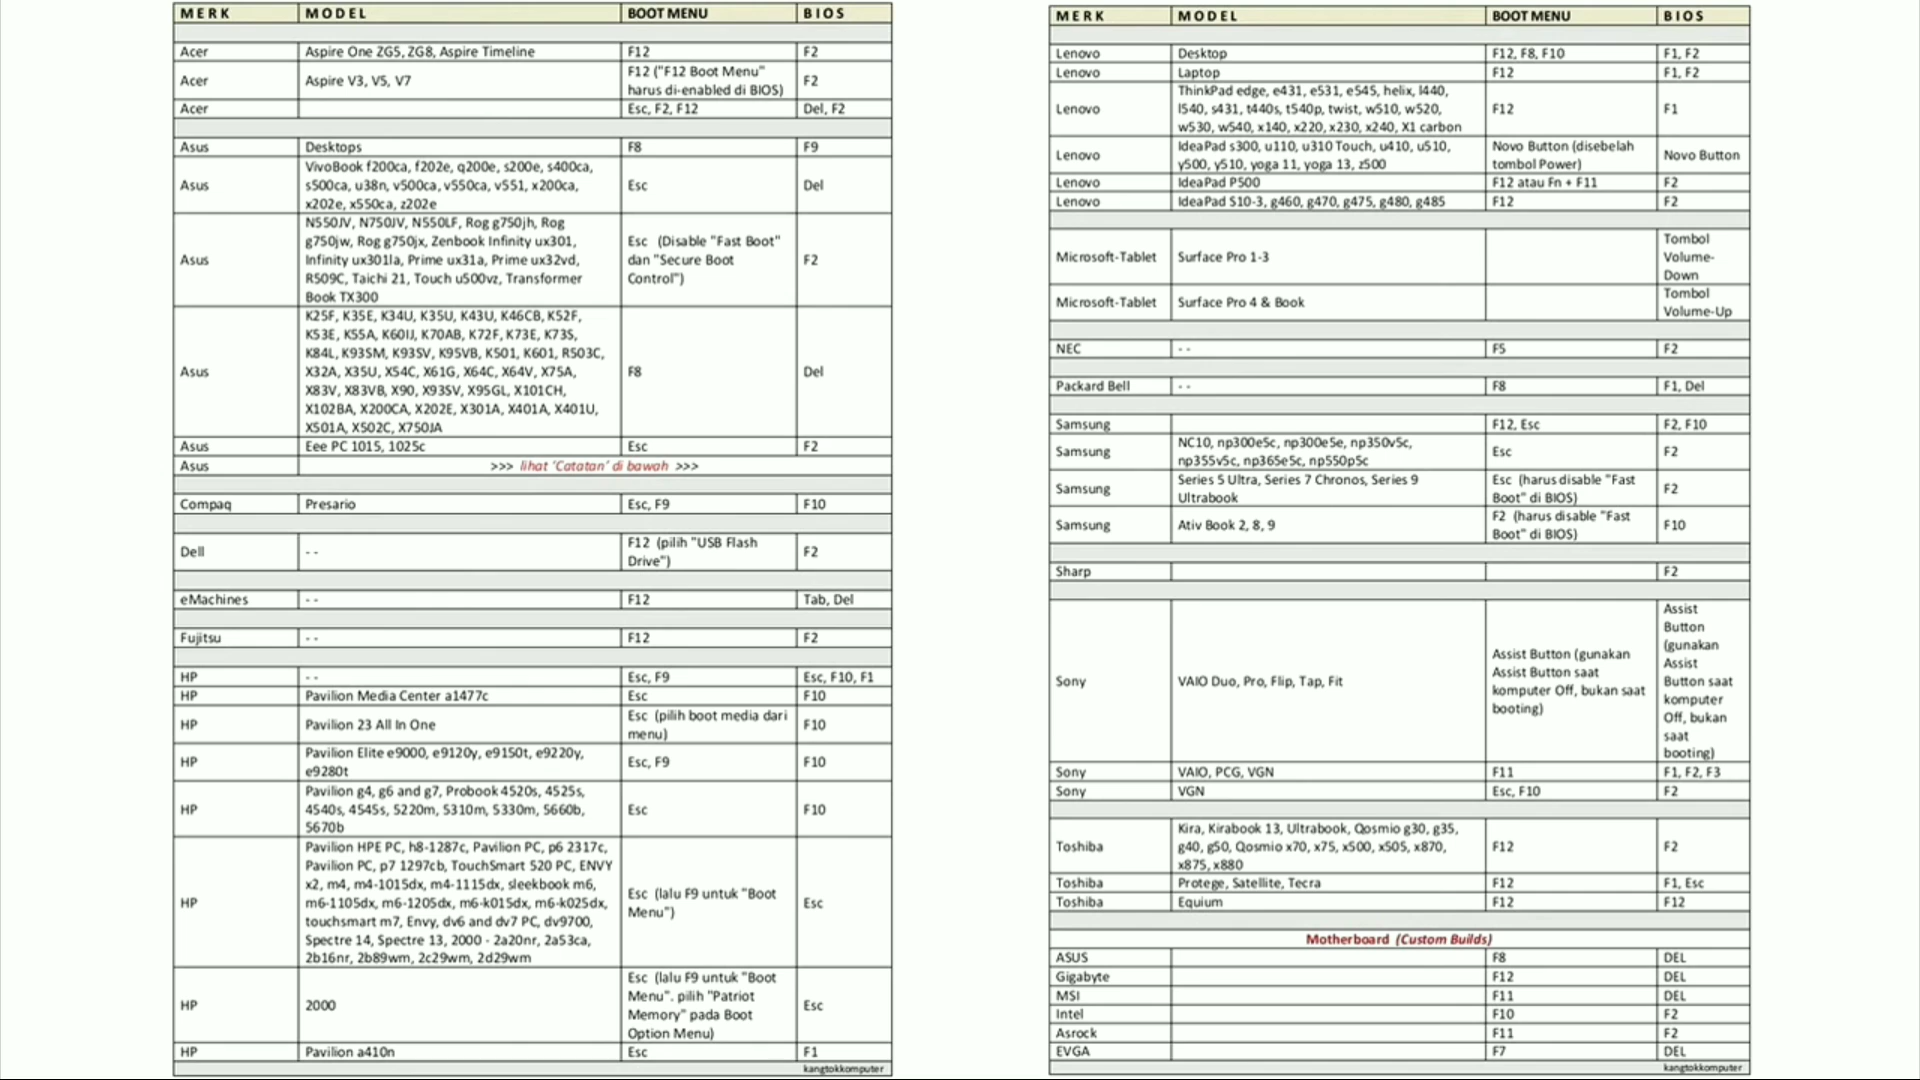 MERK MODEL BOOT MENU BIOS
Acer Aspire One ZG5, ZG8, Aspire Timeline F12 F2
Acer Aspire V3, V5, V7 F12 ("F12 Boot Menu" harus di-enabled di BIOS) F2
Acer Esc, F2, F12 Del, F2
Asus Desktops F8 F9
Asus VivoBook f200ca, f202e, q200e, s200e, s400ca,
s500ca, u38n, v500ca, v550ca, v551, x200ca,
x202e, x550ca, z202e Esc Del
Asus N550JV, N750JV, N550LF, Rog g750jh, Rog
g750jw, Rog g750jx, Zenbook Infinity ux301,
Infinity ux301la, Prime ux31a, Prime ux32vd,
R509C, Taichi 21, Touch u500vz, Transformer
Book TX300 Esc (Disable "Fast Boot"
dan "Secure Boot
Control") F2
Asus K25F, K35E, K34U, K35U, K43U, K46CB, K52F,
K53E, K55A, K60IJ, K70AB, K72F, K73E, K73S,
K84L, K93SM, K93SV, K95VB, K501, K601, R503C,
X32A, X35U, X54C, X61G, X64C, X64V, X75A,
X83V, X83VB, X90, X93SV, X95GL, X101CH,
X102BA, X200CA, X202E, X301A, X401A, X401U,
X501A, X502C, X750JA F8 Del
Asus Eee PC 1015, 1025c Esc F2
Asus >>> lihat 'Catatan' di bawah >>>
Compaq Presario Esc, F9 F10
Dell - - F12 (pilih "USB Flash
Drive") F2
eMachines - - F12 Tab, Del
Fujitsu - - F12 F2
HP - - Esc, F9 Esc, F10, F1
HP Pavilion Media Center a1477c Esc F10
HP Pavilion 23 All In One Esc (pilih boot media dari
menu) F10
HP Pavilion Elite e9000, e9120y, e9150t, e9220y,
e9280t Esc, F9 F10
HP Pavilion g4, g6 and g7, Probook 4520s, 4525s,
4540s, 4545s, 5220m, 5310m, 5330m, 5660b,
5670b Esc F10
HP Pavilion HPE PC, h8-1287c, Pavilion PC, p6 2317c,
Pavilion PC, p7 1297cb, TouchSmart 520 PC, ENVY
x2, m4, m4-1015dx, m4-1115dx, sleekbook m6,
m6-1105dx, m6-1205dx, m6-k015dx, m6-k025dx,
touchsmart m7, Envy, dv6 and dv7 PC, dv9700,
Spectre 14, Spectre 13, 2000 - 2a20nr, 2a53ca,
2b16nr, 2b89wm, 2c29wm, 2d29wm Esc (lalu F9 untuk "Boot
Menu") Esc
HP 2000 Esc (lalu F9 untuk "Boot
Menu". pilih "Patriot
Memory" pada Boot
Option Menu) Esc
HP Pavilion a410n Esc F1
kangtokkomputer
MERK MODEL BOOT MENU BIOS
Lenovo Desktop F12, F8, F10 F1, F2
Lenovo Laptop F12 F1, F2
Lenovo ThinkPad edge, e431, e531, e545, helix, l440,
l540, s431, t440s, t540p, twist, w510, w520,
w530, w540, x140, x220, x230, x240, X1 carbon F12 F1
Lenovo IdeaPad s300, u110, u310 Touch, u410, u510,
y500, y510, yoga 11, yoga 13, z500 Novo Button (disebelah
tombol Power) Novo Button
Lenovo IdeaPad P500 F12 atau Fn + F11 F2
Lenovo IdeaPad S10-3, g460, g470, g475, g480, g485 F12 F2
Microsoft-Tablet Surface Pro 1-3 Tombol
Volume-
Down
Microsoft-Tablet Surface Pro 4 & Book Tombol
Volume-Up
NEC - - F5 F2
Packard Bell - - F8 F1, Del
Samsung F12, Esc F2, F10
Samsung NC10, np300e5c, np300e5e, np350v5c,
np355v5c, np365e5c, np550p5c Esc F2
Samsung Series 5 Ultra, Series 7 Chronos, Series 9
Ultrabook Esc (harus disable "Fast
Boot" di BIOS) F2
Samsung Ativ Book 2, 8, 9 F2 (harus disable "Fast
Boot" di BIOS) F10
Sharp F2
Sony VAIO Duo, Pro, Flip, Tap, Fit Assist Button (gunakan
Assist Button saat
komputer Off, bukan saat
booting) Assist
Button
(gunakan
Assist
Button saat
komputer
Off, bukan
saat
booting)
Sony VAIO, PCG, VGN F11 F1, F2, F3
Sony VGN Esc, F10 F2
Toshiba Kira, Kirabook 13, Ultrabook, Qosmio g30, g35,
g40, g50, Qosmio x70, x75, x500, x505, x870,
x875, x880 F12 F2
Toshiba Protege, Satellite, Tecra F12 F1, Esc
Toshiba Equium F12 F12
Motherboard (Custom Builds)
ASUS F8 DEL
Gigabyte F12 DEL
MSI F11 DEL
Intel F10 F2
Asrock F11 F2
EVGA F7 DEL
kangtokkomputer